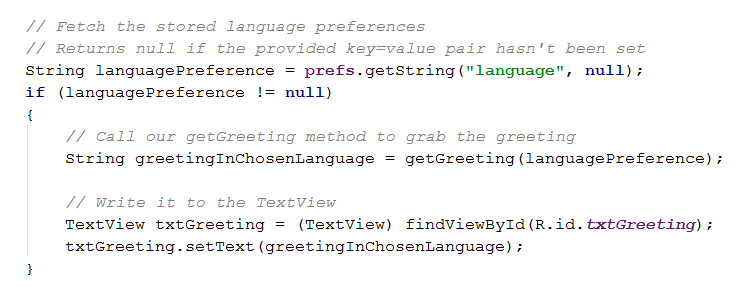 // Fetch the stored language preferences
// Returns null if the provided key=value pair hasn't been set
String languagePreference = prefs.getString("language", null);
if (languagePreference != null)
{
    // Call our getGreeting method to grab the greeting
    String greetingInChosenLanguage = getGreeting(languagePreference);

    // Write it to the TextView
    TextView txtGreeting = (TextView) findViewById(R.id.txtGreeting);
    txtGreeting.setText(greetingInChosenLanguage);
}